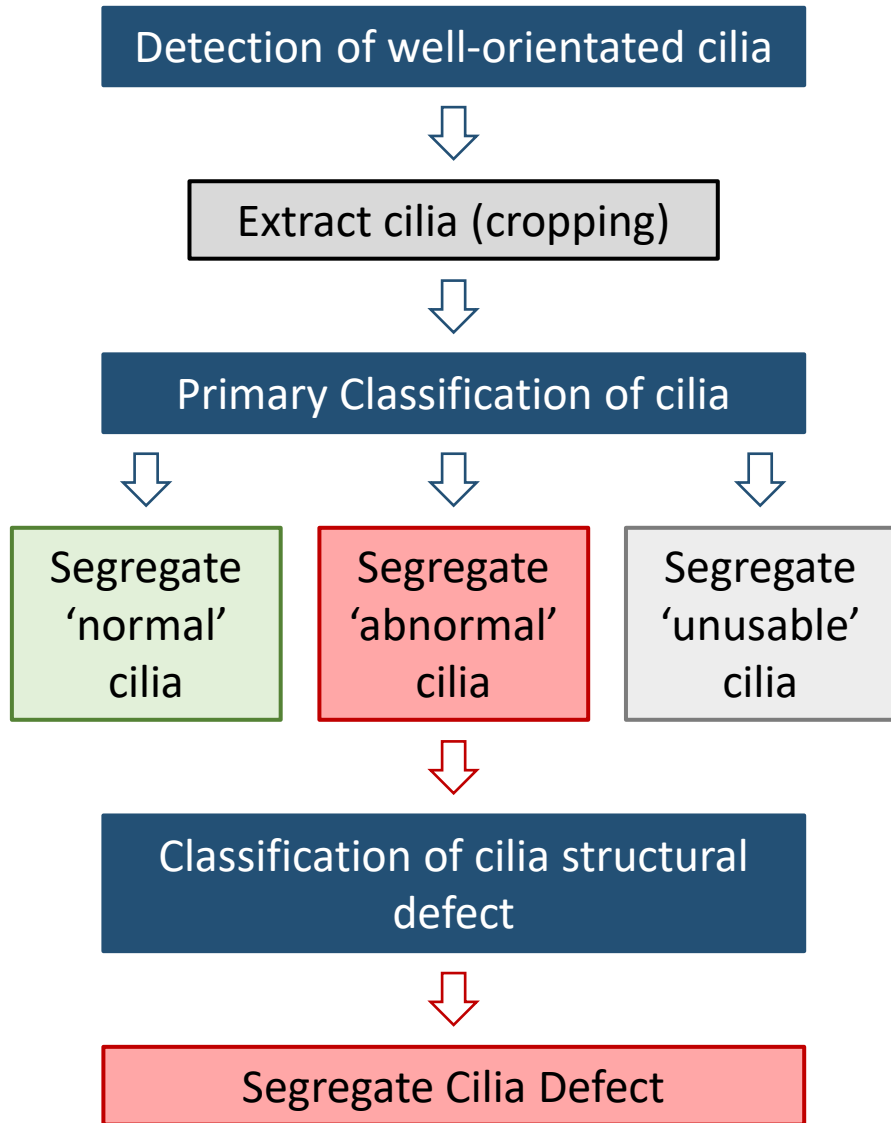 Detection of well-orientated cilia
Extract cilia (cropping)
Primary Classification of cilia
Segregate
‘normal’
cilia
Segregate
‘abnormal’
cilia
Segregate
‘unusable’
cilia
Classification of cilia structural
defect
Segregate Cilia Defect